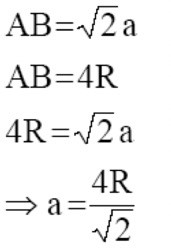 AB=√2 a
AB=4R
4R=√2 a
⇒ a= 4R/√2